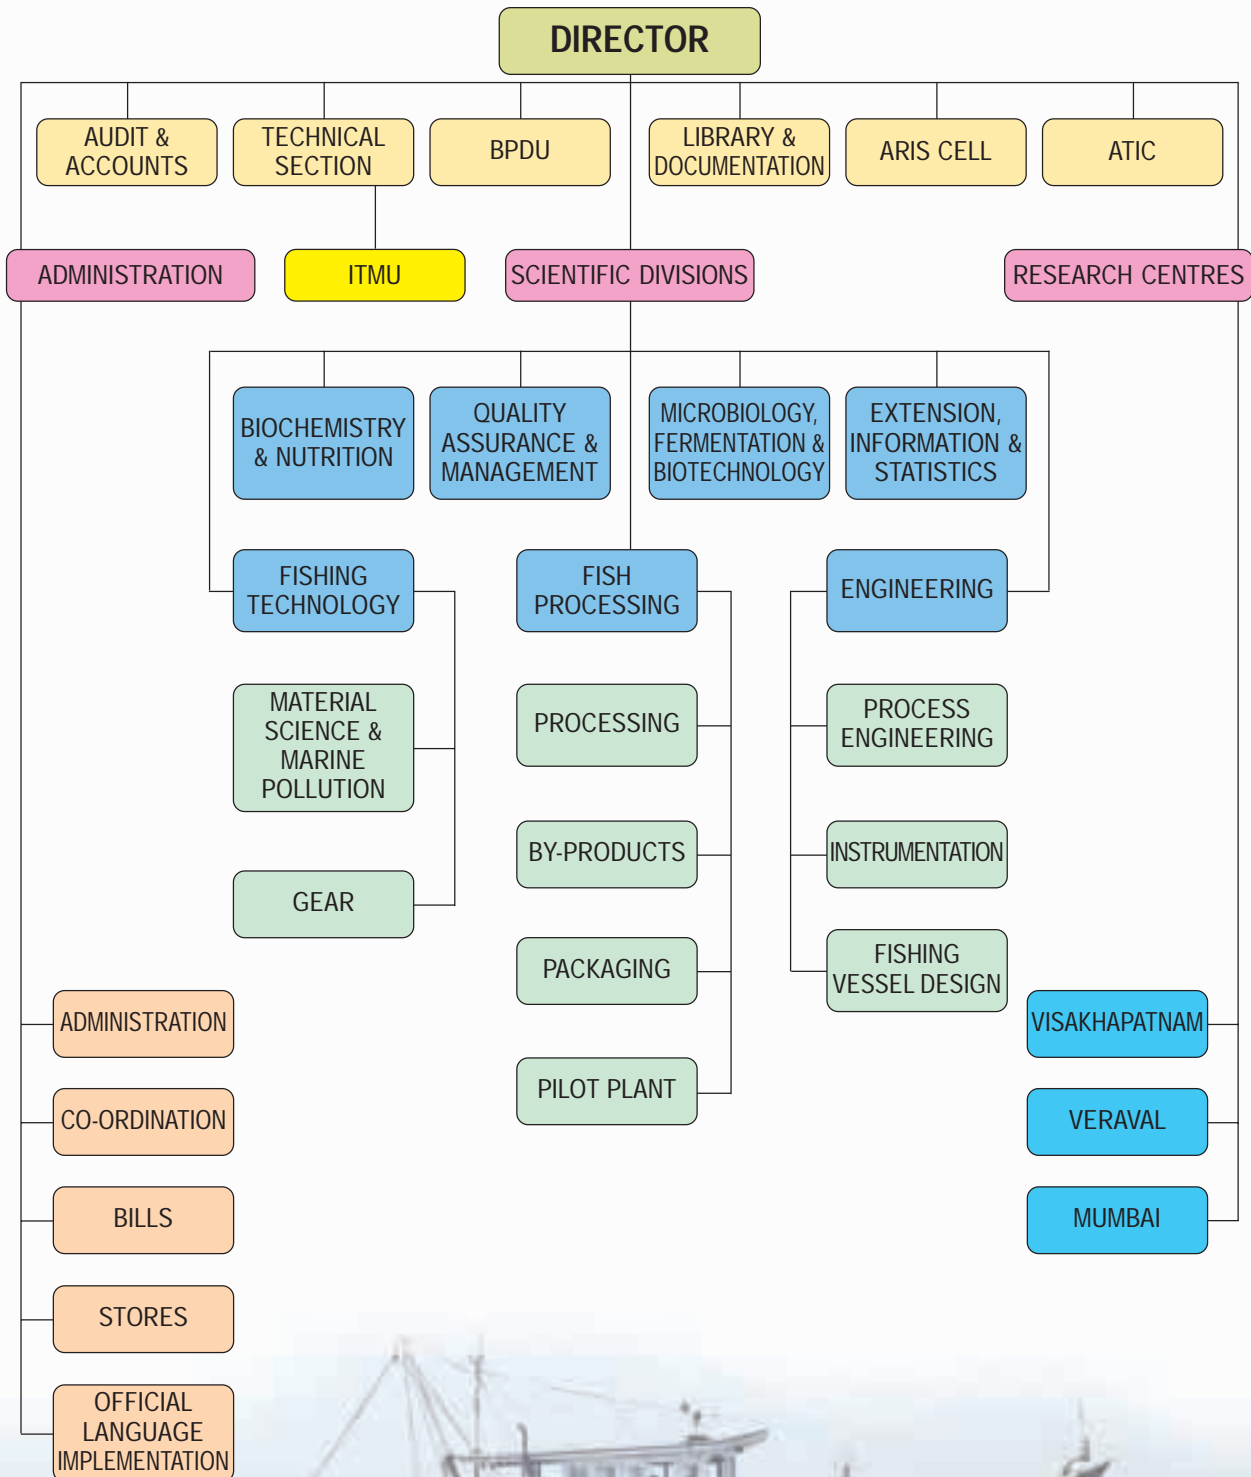 DIRECTOR
AUDIT &
ACCOUNTS
TECHNICAL
SECTION
BPDU
LIBRARY &
DOCUMENTATION
ARIS CELL
ATIC
ADMINISTRATION
ITMU
SCIENTIFIC DIVISIONS
RESEARCH CENTRES
BIOCHEMISTRY
& NUTRITION
QUALITY
ASSURANCE &
MANAGEMENT
MICROBIOLOGY,
FERMENTATION &
BIOTECHNOLOGY
EXTENSION,
INFORMATION &
STATISTICS
FISHING
TECHNOLOGY
FISH
PROCESSING
ENGINEERING
MATERIAL
SCIENCE &
MARINE
POLLUTION
PROCESSING
PROCESS
ENGINEERING
BY-PRODUCTS
INSTRUMENTATION
GEAR
PACKAGING
FISHING
VESSEL DESIGN
PILOT PLANT
ADMINISTRATION
CO-ORDINATION
BILLS
STORES
OFFICIAL
LANGUAGE
IMPLEMENTATION
VISAKHAPATNAM
VERAVAL
MUMBAI